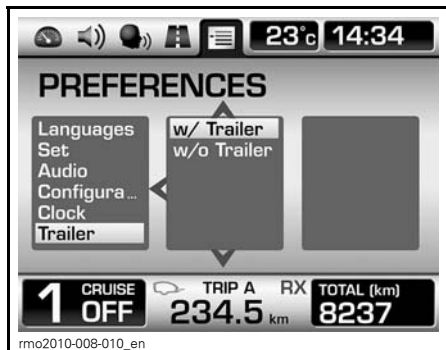 23°c 14:34
PREFERENCES
Languages
Set
Audio
Configura...
Clock
Trailer
w/ Trailer
w/o Trailer
1 CRUISE OFF
TRIP A RX
234.5 km
TOTAL (km)
8237
rmo2010-008-010_en